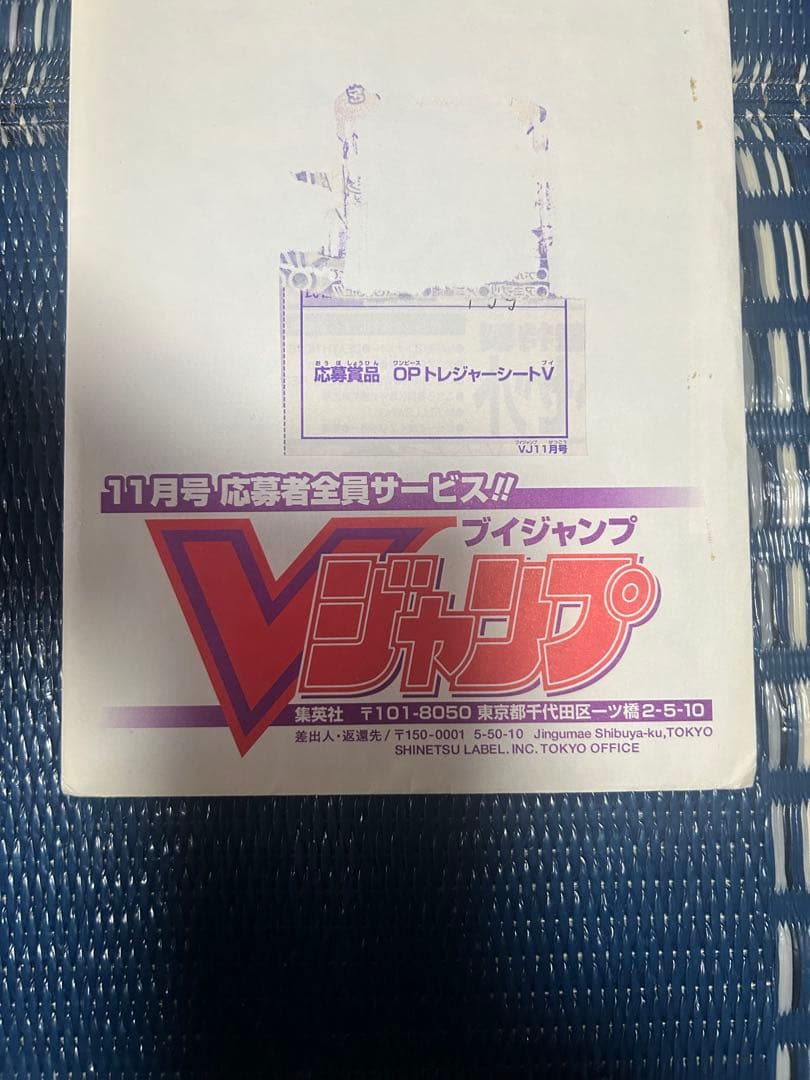 応募賞品 OPトレジャーシートV
VJ11月号
11月号 応募者全員サービス!!
ブイジャンプ
Vジャンプ
集英社 〒101-8050 東京都千代田区一ツ橋2-5-10
差出人・返還先/〒150-0001 5-50-10 Jingumae Shibuya-ku,TOKYO
SHINETSU LABEL. INC. TOKYO OFFICE